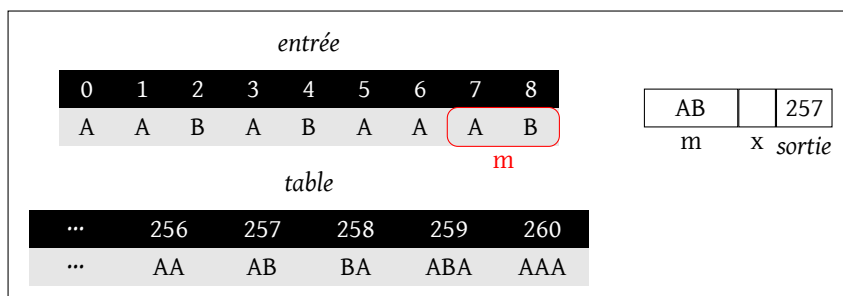 entrée
0 1 2 3 4 5 6 7 8
A A B A B A A A B
m
AB 257
m x sortie
table
... 256 257 258 259 260
... AA AB BA ABA AAA